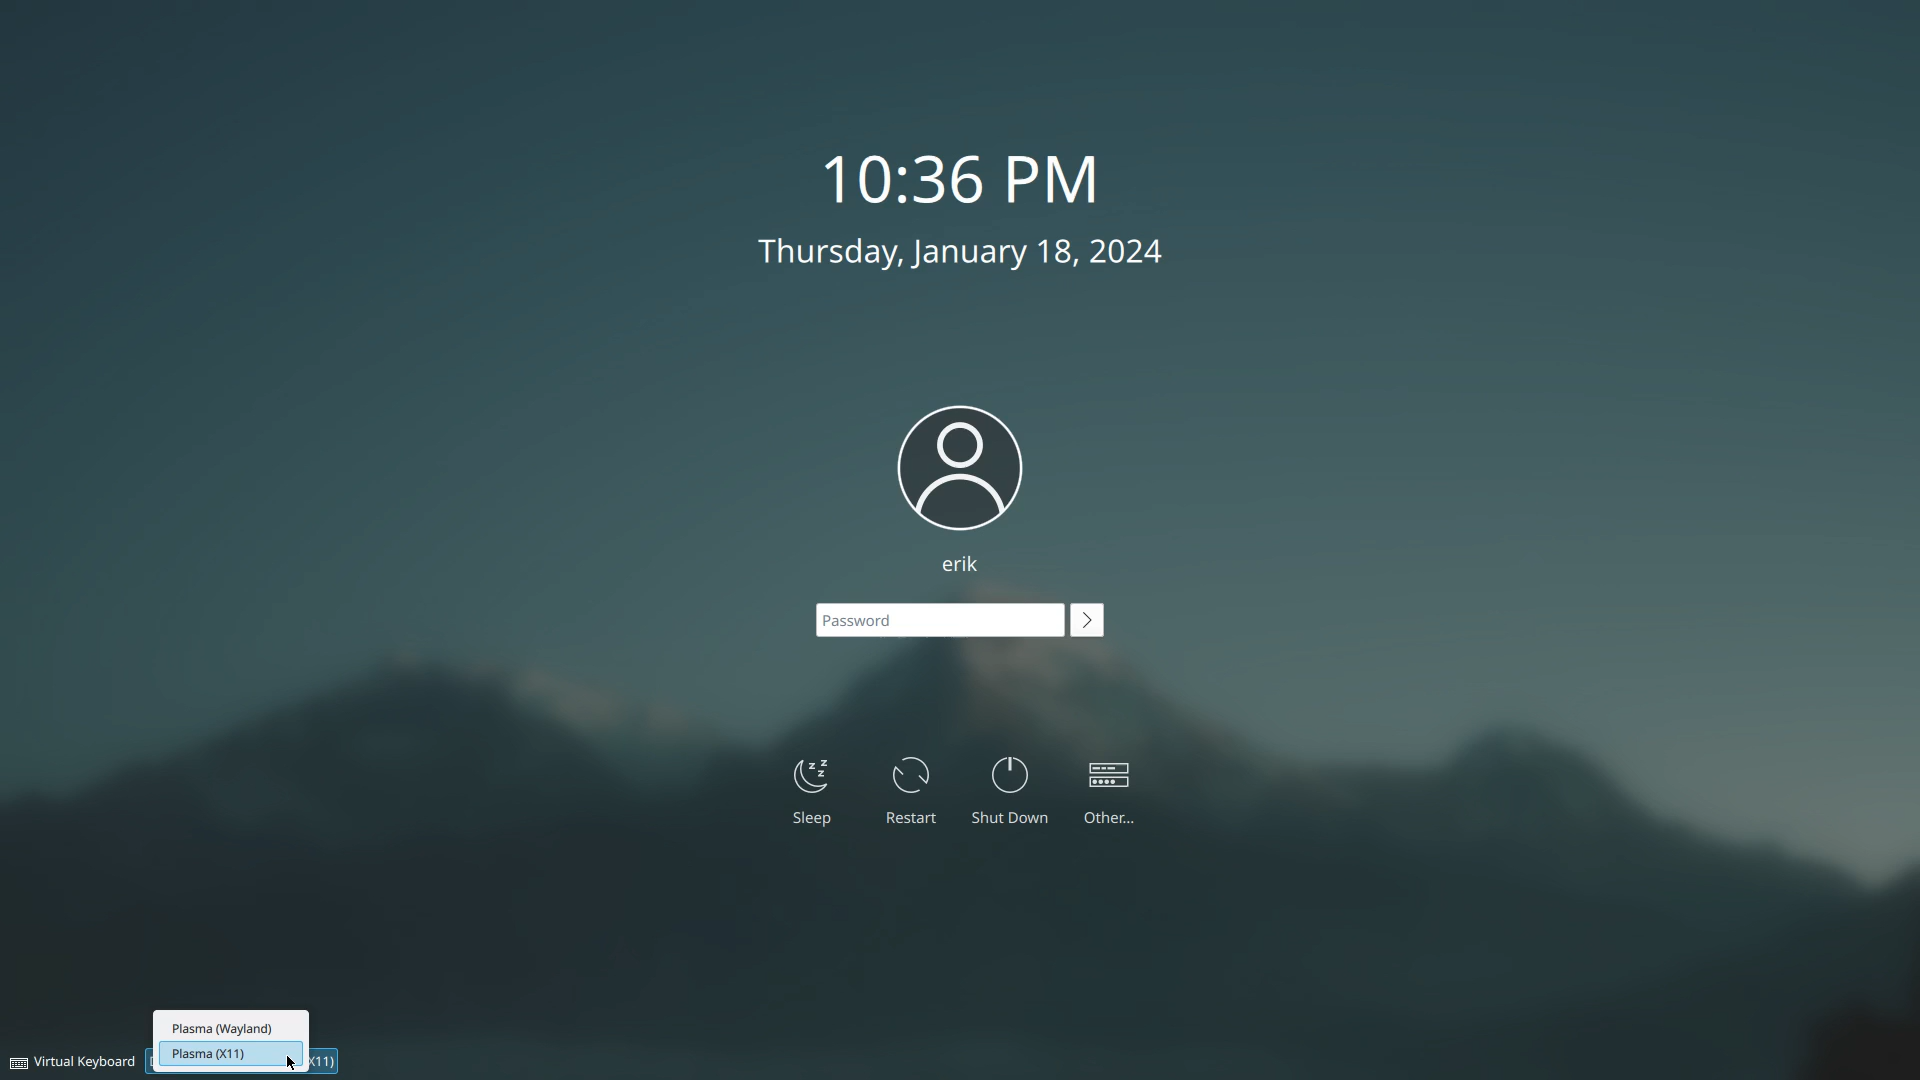 10:36 PM
Thursday, January 18, 2024
erik
Password
Sleep Restart Shut Down Other...
Plasma (Wayland)
Plasma (X11)
Virtual Keyboard X11)